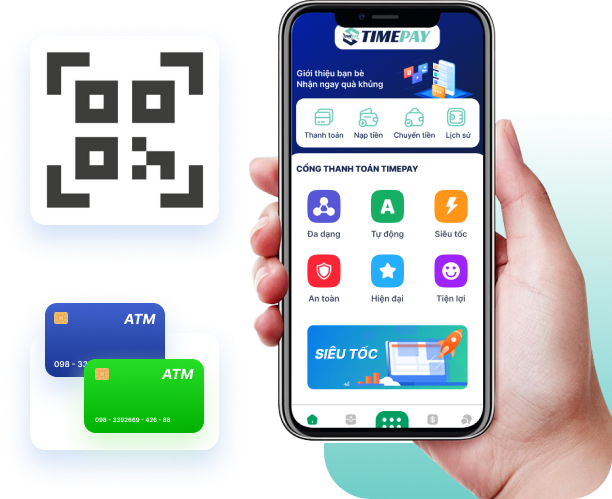 TIMEPAY
Giới thiệu bạn bè
Nhận ngay quà khủng
Thanh toán
Nạp tiền
Chuyển tiền
Lịch sử
CỔNG THANH TOÁN TIMEPAY
Đa dạng
A
Tự động
Siêu tốc
An toàn
Hiện đại
Tiện lợi
SIÊU TỐC
ATM
098 - 33
ATM
098 - 3392669 - 426 - 88